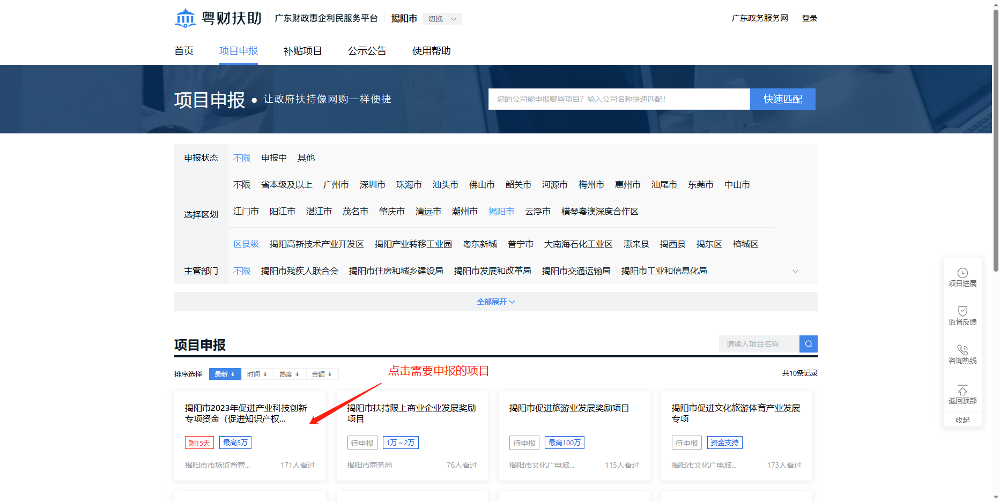 粤财扶助 广东财政惠企利民服务平台 揭阳市 切换 广东政务服务网 登录
首页 项目申报 补贴项目 公示公告 使用帮助
项目申报 ● 让政府扶持像网购一样便捷 您的公司能申报哪些项目？输入公司名称快速匹配！ 快速匹配
申报状态 不限 申报中 其他
不限 省本级及以上 广州市 深圳市 珠海市 汕头市 佛山市 韶关市 河源市 梅州市 惠州市 汕尾市 东莞市 中山市
选择区划 江门市 阳江市 湛江市 茂名市 肇庆市 清远市 潮州市 揭阳市 云浮市 横琴粤澳深度合作区
区县级 揭阳高新技术产业开发区 揭阳产业转移工业园 粤东新城 普宁市 大南海石化工业区 惠来县 揭西县 揭东区 榕城区
主管部门 不限 揭阳市残疾人联合会 揭阳市住房和城乡建设局 揭阳市发展和改革局 揭阳市交通运输局 揭阳市工业和信息化局
全部展开
项目申报 请输入项目名称
排序选择 最新 时间 热度 金额 点击需要申报的项目 共10条记录
揭阳市2023年促进产业科技创新
专项资金（促进知识产权...
剩15天 最高5万
揭阳市市场监督管... 171人看过
揭阳市扶持限上商业企业发展奖励
项目
待申报 1万 ~ 2万
揭阳市商务局 76人看过
揭阳市促进旅游业发展奖励项目
待申报 最高100万
揭阳市文化广电旅... 115人看过
揭阳市促进文化旅游体育产业发展
专项
待申报 资金支持
揭阳市文化广电旅... 173人看过
项目进展
监督反馈
咨询热线
返回顶部
收起